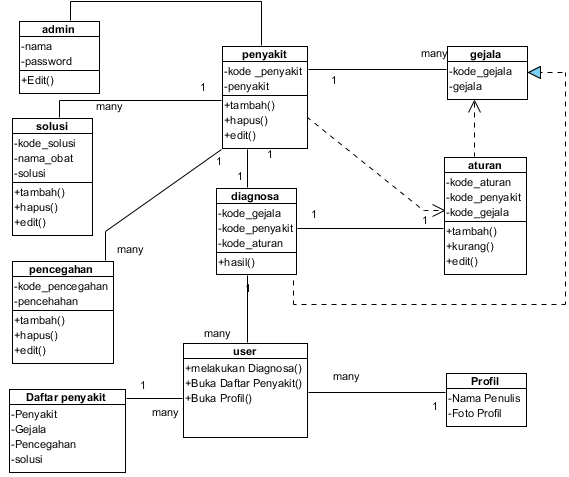 admin
-nama
-password
+Edit()
penyakit
-kode _penyakit
-penyakit
+tambah()
+hapus()
+edit()
many
1
gejala
-kode_gejala
-gejala
1
many
solusi
-kode_solusi
-nama_obat
-solusi
+tambah()
+hapus()
+edit()
1
1
1
diagnosa
-kode_gejala
-kode_penyakit
-kode_aturan
+hasil()
1
1
aturan
-kode_aturan
-kode_penyakit
-kode_gejala
+tambah()
+kurang()
+edit()
many
pencegahan
-kode_pencegahan
-pencehahan
+tambah()
+hapus()
+edit()
1
many
user
+melakukan Diagnosa()
+Buka Daftar Penyakit()
+Buka Profil()
many
1
Profil
-Nama Penulis
-Foto Profil
1
many
Daftar penyakit
-Penyakit
-Gejala
-Pencegahan
-solusi